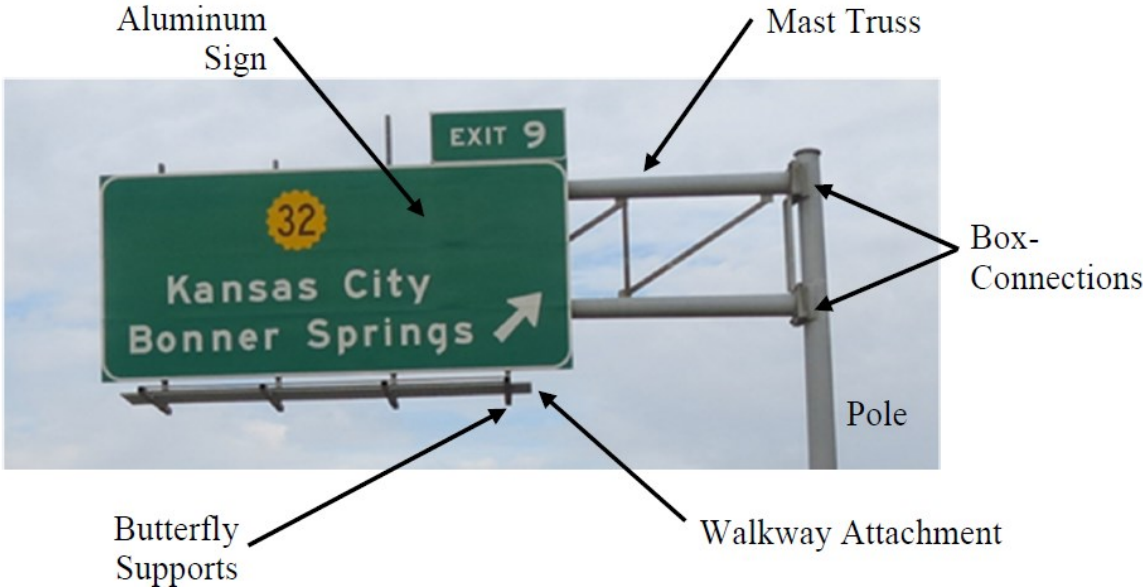 Aluminum
Sign
Mast Truss
EXIT 9
32
Kansas City
Bonner Springs
Box-
Connections
Pole
Butterfly
Supports
Walkway Attachment